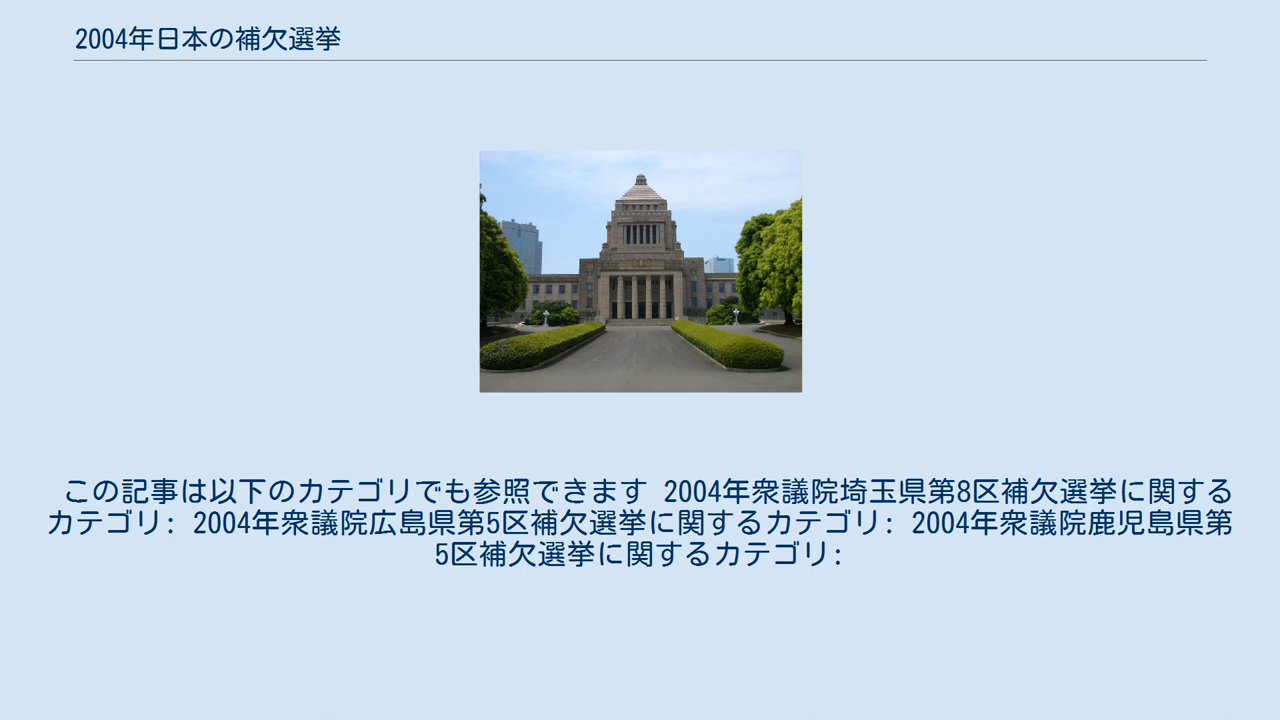 2004年日本の補欠選挙
この記事は以下のカテゴリでも参照できます 2004年衆議院埼玉県第8区補欠選挙に関する
カテゴリ: 2004年衆議院広島県第5区補欠選挙に関するカテゴリ: 2004年衆議院鹿児島県第
5区補欠選挙に関するカテゴリ: